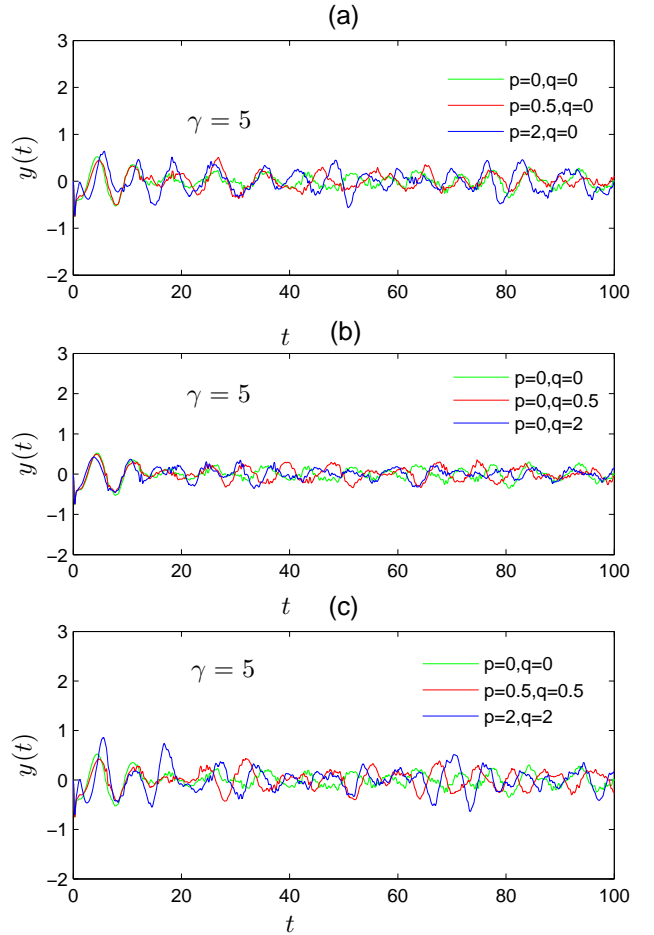 (a)
3
2
1
0
−1
−2
y(t)
γ = 5
p=0,q=0
p=0.5,q=0
p=2,q=0
0 20 40 60 80 100
t
(b)
3
2
1
0
−1
−2
y(t)
γ = 5
p=0,q=0
p=0,q=0.5
p=0,q=2
0 20 40 60 80 100
t
(c)
3
2
1
0
−1
−2
y(t)
γ = 5
p=0,q=0
p=0.5,q=0.5
p=2,q=2
0 20 40 60 80 100
t